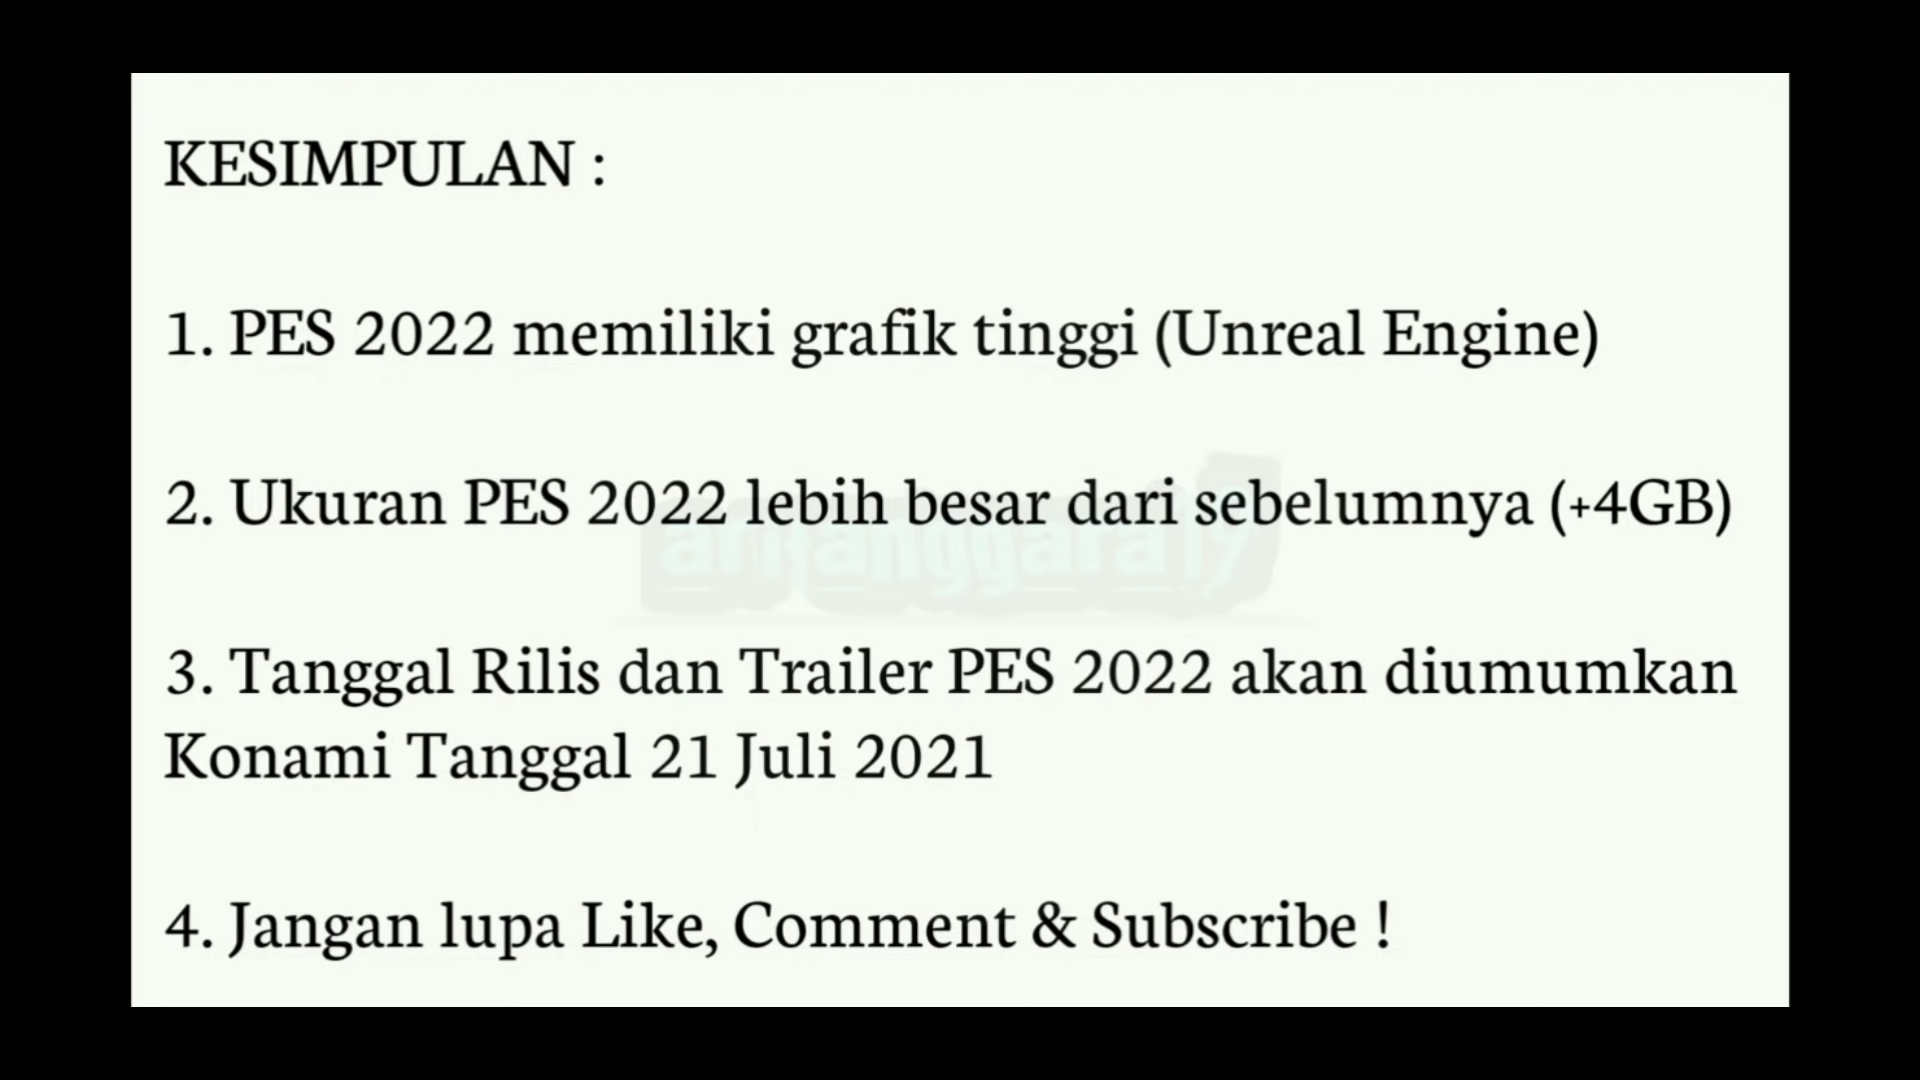 KESIMPULAN :
1. PES 2022 memiliki grafik tinggi (Unreal Engine)
2. Ukuran PES 2022 lebih besar dari sebelumnya (+4GB)
arifanggara19
3. Tanggal Rilis dan Trailer PES 2022 akan diumumkan
Konami Tanggal 21 Juli 2021
4. Jangan lupa Like, Comment & Subscribe !